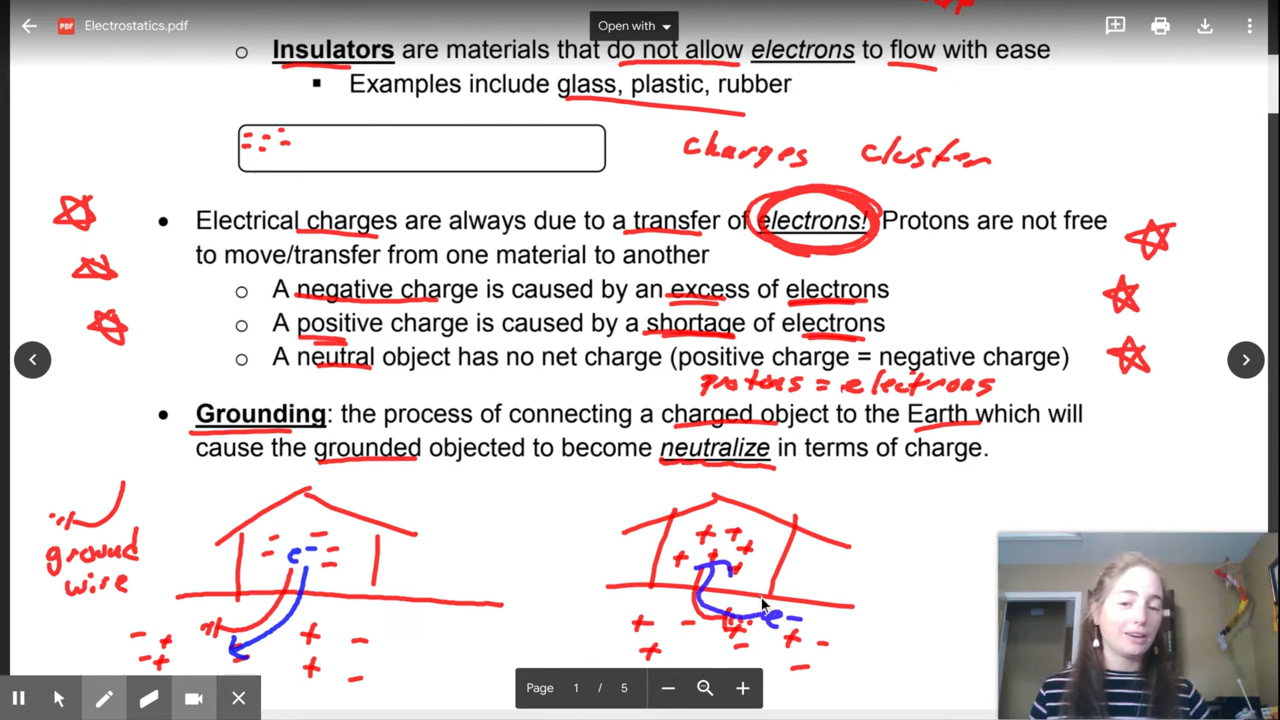 Electrostatics.pdf
Open with
Insulators are materials that do not allow electrons to flow with ease
Examples include glass, plastic, rubber
charges cluster
Electrical charges are always due to a transfer of electrons! Protons are not free
to move/transfer from one material to another
A negative charge is caused by an excess of electrons
A positive charge is caused by a shortage of electrons
A neutral object has no net charge (positive charge = negative charge)
protons = electrons
Grounding: the process of connecting a charged object to the Earth which will
cause the grounded objected to become neutralize in terms of charge.
ground
wire
e-
e-
Page 1 / 5